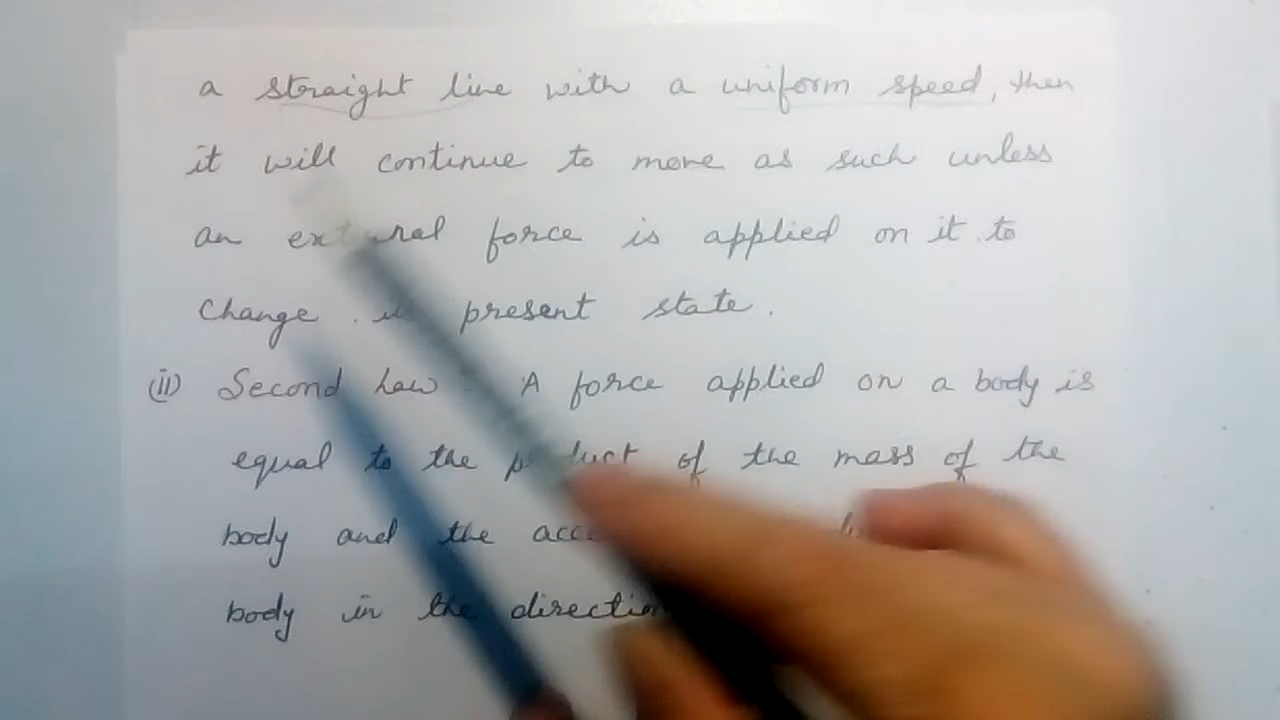 a straight line with a uniform speed, then
it will continue to move as such unless
an external force is applied on it to
Change present state.
(ii) Second Law A force applied on a body is
equal to the product of the mass of the
body and the
body in the direction